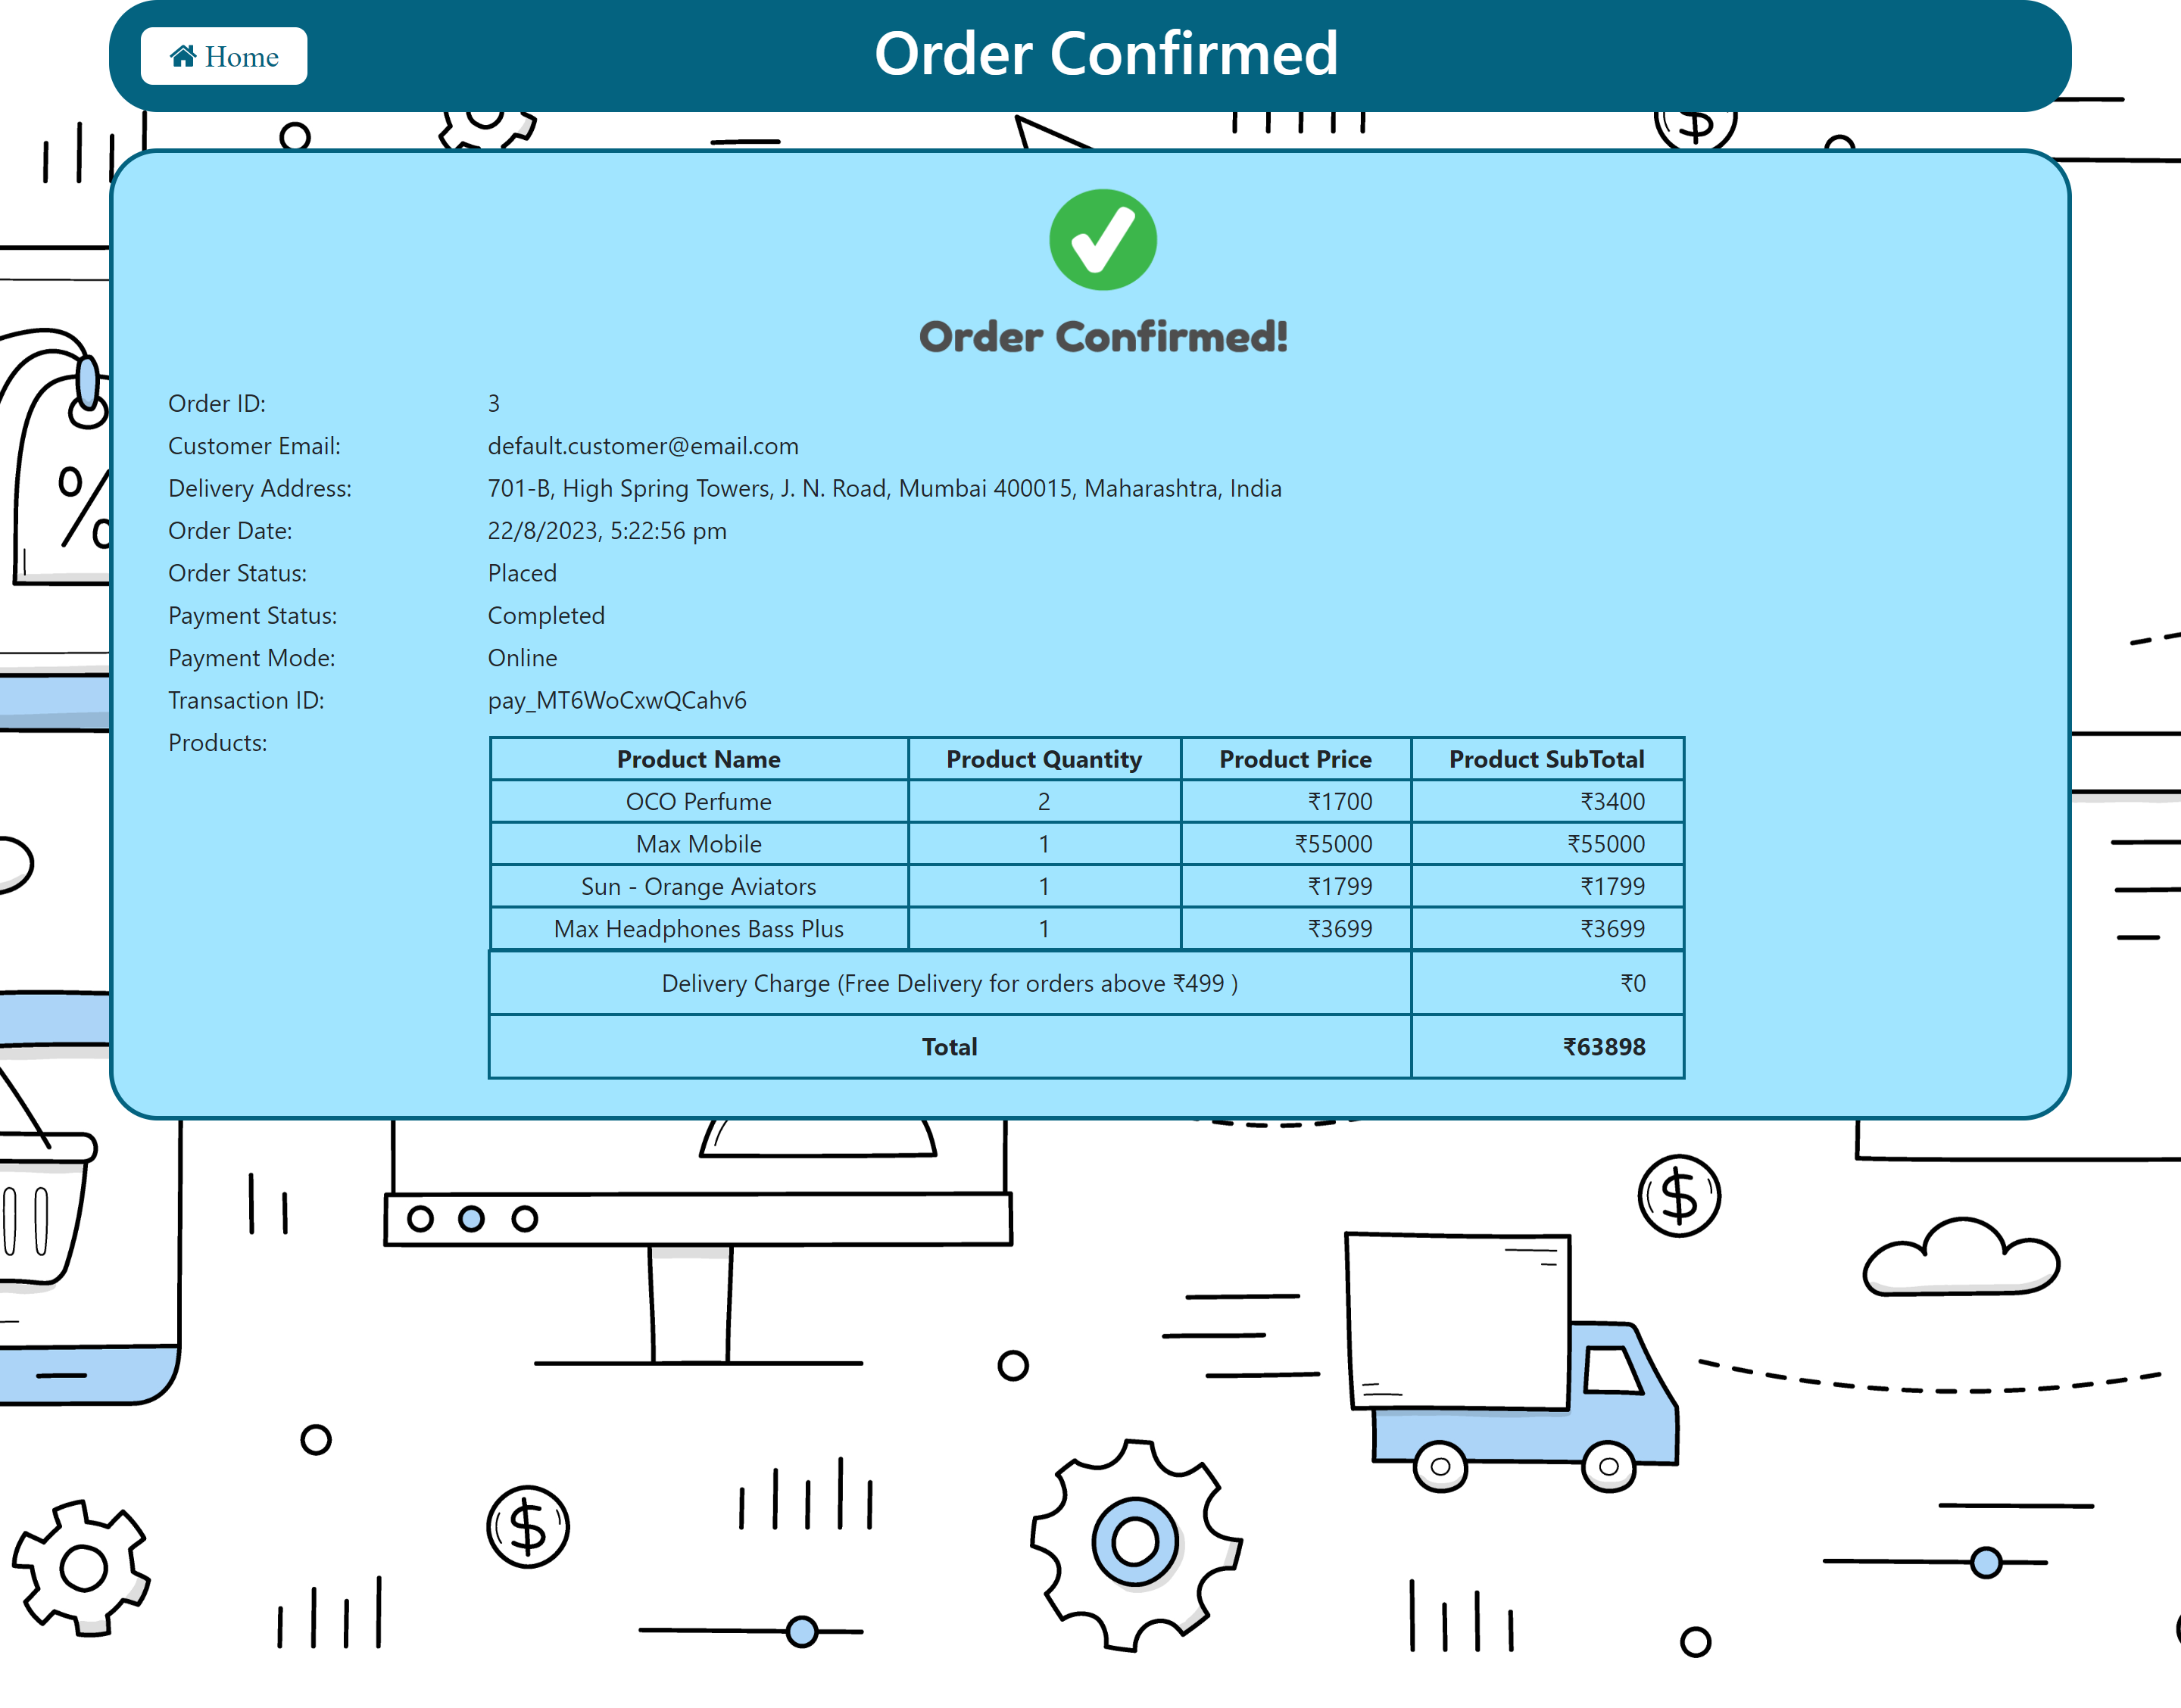 Home
Order Confirmed
Order Confirmed!
Order ID: 3
Customer Email: default.customer@email.com
Delivery Address: 701-B, High Spring Towers, J. N. Road, Mumbai 400015, Maharashtra, India
Order Date: 22/8/2023, 5:22:56 pm
Order Status: Placed
Payment Status: Completed
Payment Mode: Online
Transaction ID: pay_MT6WoCxwQCahv6
Products:
Product Name Product Quantity Product Price Product SubTotal
OCO Perfume 2 ₹1700 ₹3400
Max Mobile 1 ₹55000 ₹55000
Sun - Orange Aviators 1 ₹1799 ₹1799
Max Headphones Bass Plus 1 ₹3699 ₹3699
Delivery Charge (Free Delivery for orders above ₹499 ) ₹0
Total ₹63898